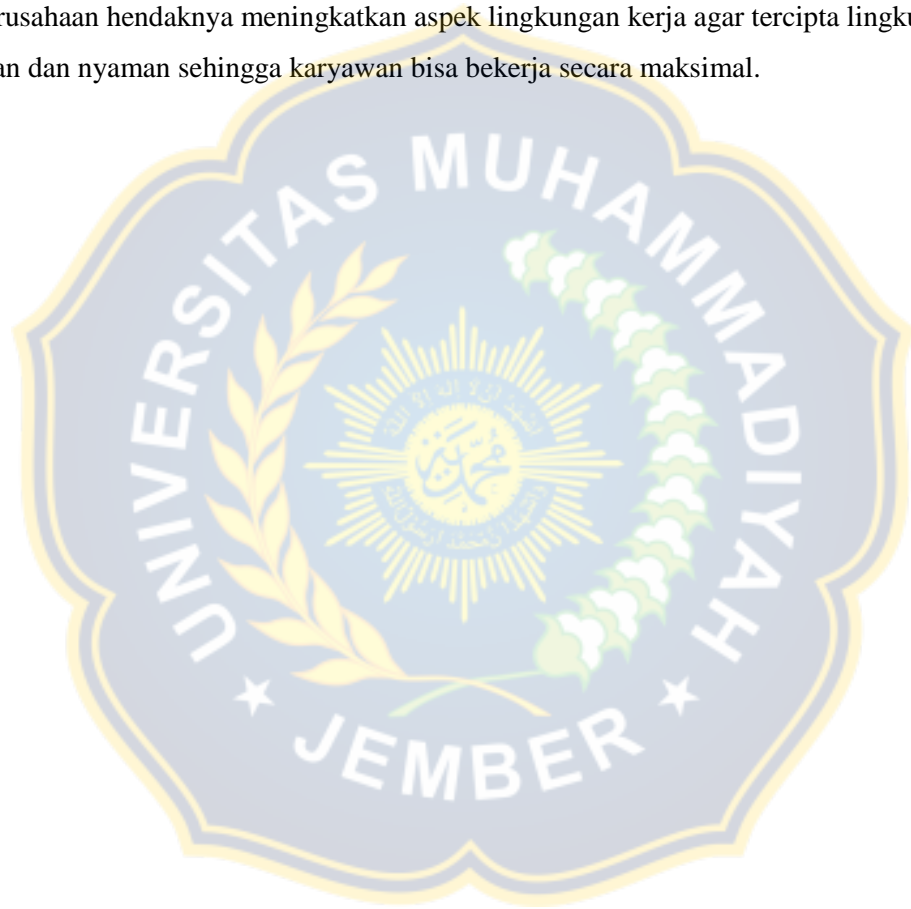 rusahaan hendaknya meningkatkan aspek lingkungan kerja agar tercipta lingku
an dan nyaman sehingga karyawan bisa bekerja secara maksimal.
UNIVERSITAS MUHAMMADIYAH
JEMBER
محمد